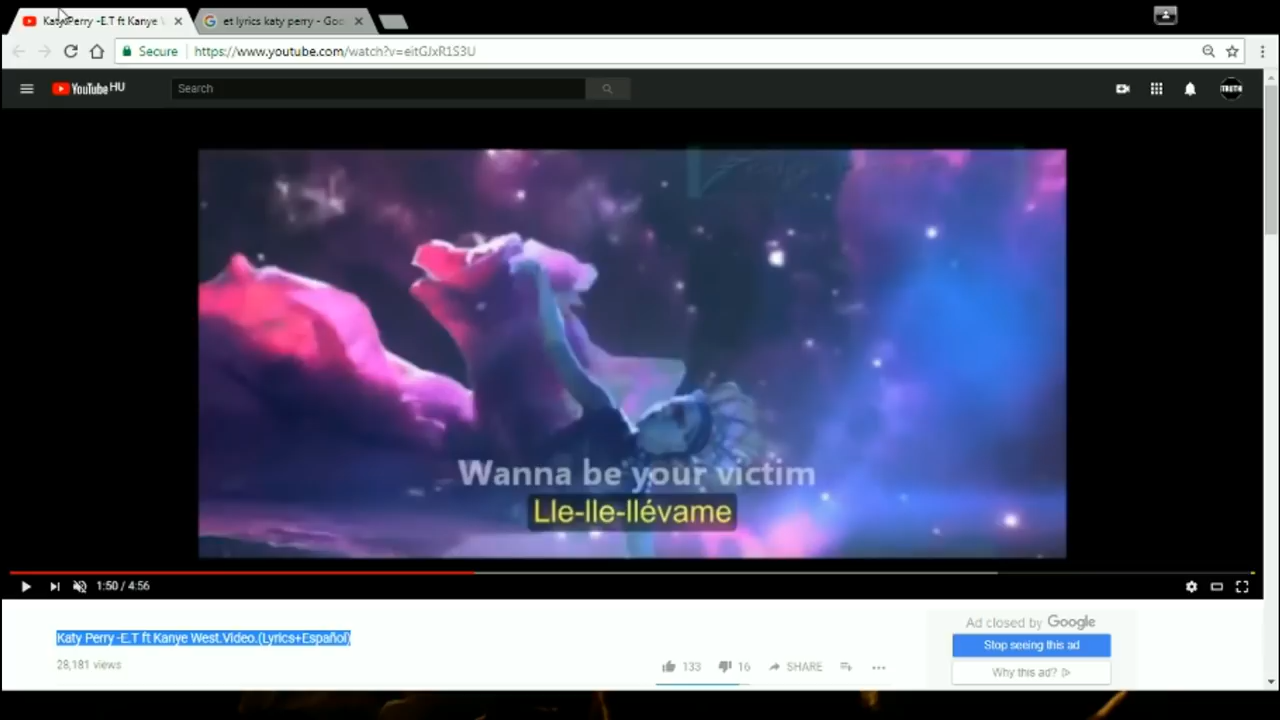 Katy Perry -E.T ft Kanye
et lyrics katy perry - Goo
Secure
https://www.youtube.com/watch?v=eitGJxR1S3U
YouTube HU
Search
TRUTH
Wanna be your victim
Lle-lle-llévame
1:50 / 4:56
Katy Perry -E.T ft Kanye West.Video.(Lyrics+Español)
28,181 views
133
16
SHARE
Ad closed by Google
Stop seeing this ad
Why this ad?